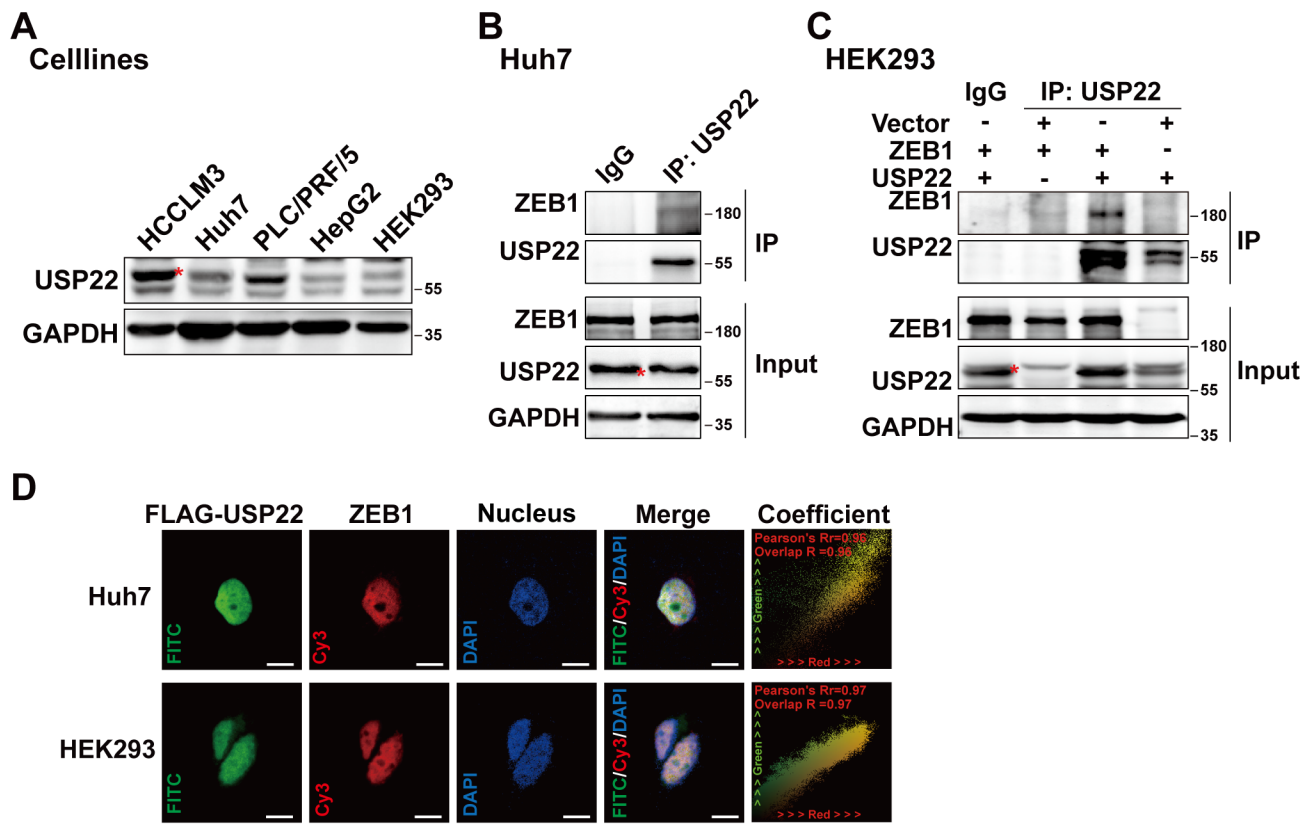 A
Celllines
HCCLM3
Huh7
PLC/PRF/5
HepG2
HEK293
USP22
*
55
GAPDH
35
B
Huh7
IgG
IP: USP22
ZEB1
180
IP
USP22
55
ZEB1
180
Input
USP22
*
55
GAPDH
35
C
HEK293
IgG IP: USP22
Vector - + - +
ZEB1 + + + -
USP22 + - + +
ZEB1
180
IP
USP22
55
ZEB1
180
Input
USP22
*
55
GAPDH
35
D
FLAG-USP22 ZEB1 Nucleus Merge Coefficient
Huh7
FITC
Cy3
DAPI
FITC/Cy3/DAPI
Pearson's Rr=0.96
Overlap R =0.96
> > > Green > > > >
> > > Red > > >
HEK293
FITC
Cy3
DAPI
FITC/Cy3/DAPI
Pearson's Rr=0.97
Overlap R =0.97
> > > Green > > > >
> > > Red > > >